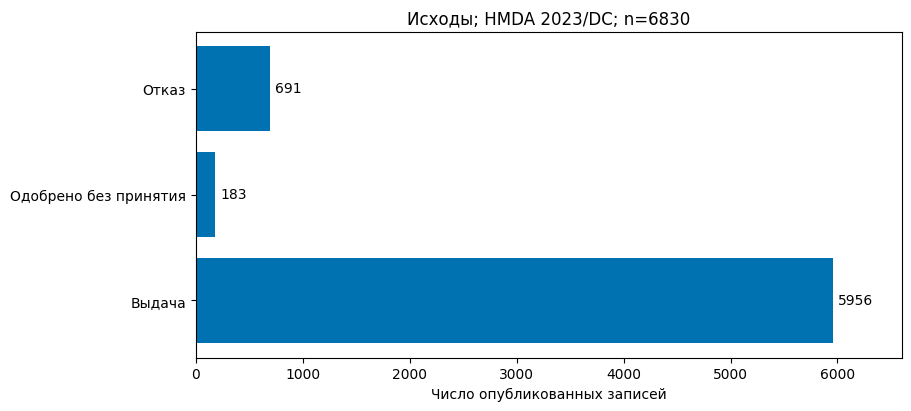 Исходы; HMDA 2023/DC; n=6830
Отказ
691
Одобрено без принятия
183
Выдача
5956
0 1000 2000 3000 4000 5000 6000
Число опубликованных записей